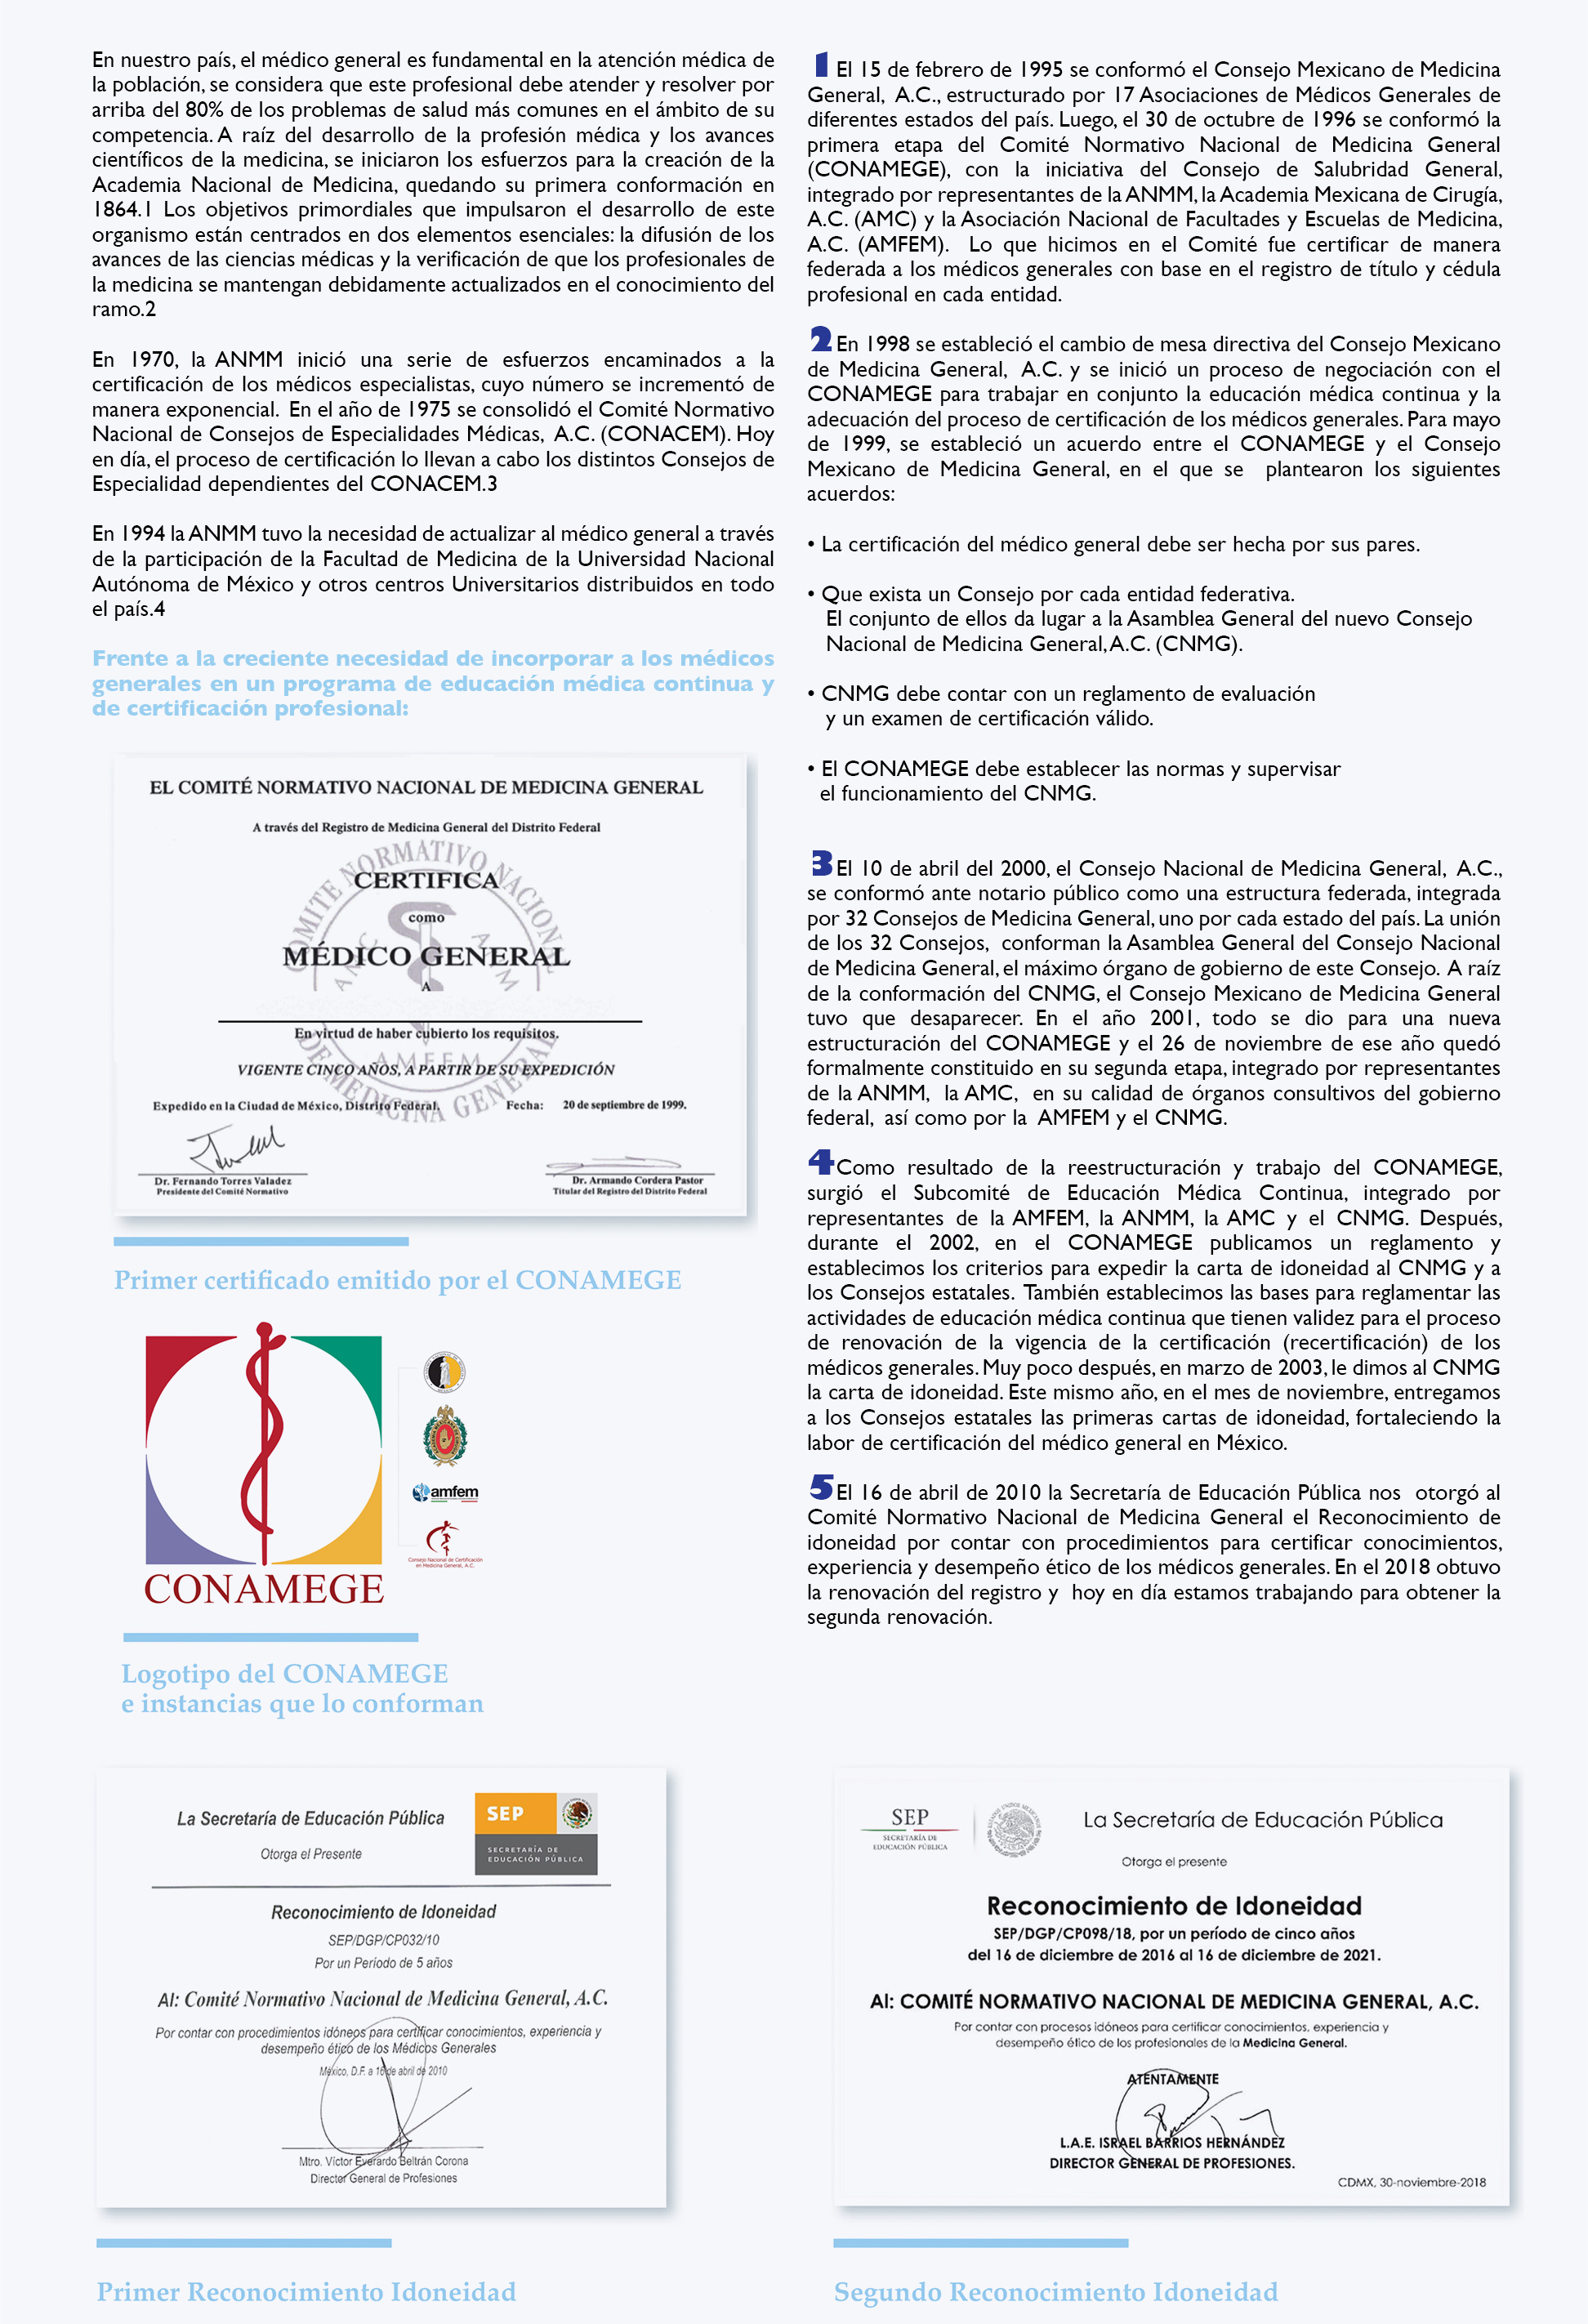 En nuestro país, el médico general es fundamental en la atención médica de
la población, se considera que este profesional debe atender y resolver por
arriba del 80% de los problemas de salud más comunes en el ámbito de su
competencia. A raíz del desarrollo de la profesión médica y los avances
científicos de la medicina, se iniciaron los esfuerzos para la creación de la
Academia Nacional de Medicina, quedando su primera conformación en
1864.1 Los objetivos primordiales que impulsaron el desarrollo de este
organismo están centrados en dos elementos esenciales: la difusión de los
avances de las ciencias médicas y la verificación de que los profesionales de
la medicina se mantengan debidamente actualizados en el conocimiento del
ramo.2
En 1970, la ANMM inició una serie de esfuerzos encaminados a la
certificación de los médicos especialistas, cuyo número se incrementó de
manera exponencial. En el año de 1975 se consolidó el Comité Normativo
Nacional de Consejos de Especialidades Médicas, A.C. (CONACEM). Hoy
en día, el proceso de certificación lo llevan a cabo los distintos Consejos de
Especialidad dependientes del CONACEM.3
En 1994 la ANMM tuvo la necesidad de actualizar al médico general a través
de la participación de la Facultad de Medicina de la Universidad Nacional
Autónoma de México y otros centros Universitarios distribuidos en todo
el país.4
Frente a la creciente necesidad de incorporar a los médicos
generales en un programa de educación médica continua y
de certificación profesional:
EL COMITÉ NORMATIVO NACIONAL DE MEDICINA GENERAL
A través del Registro de Medicina General del Distrito Federal
COMITE NORMATIVO NACIONAL
CERTIFICA
como
AMC
ANMM
MÉDICO GENERAL
A
En virtud de haber cubierto los requisitos.
AMFEM
DE MEDICINA GENERAL
VIGENTE CINCO AÑOS, A PARTIR DE SU EXPEDICIÓN
Expedido en la Ciudad de México, Distrito Federal. Fecha: 20 de septiembre de 1999.
Dr. Fernando Torres Valadez
Presidente del Comité Normativo
Dr. Armando Cordera Pastor
Titular del Registro del Distrito Federal
Primer certificado emitido por el CONAMEGE
amfem
Consejo Nacional de Certificación
en Medicina General, A.C.
CONAMEGE
Logotipo del CONAMEGE
e instancias que lo conforman
1 El 15 de febrero de 1995 se conformó el Consejo Mexicano de Medicina
General, A.C., estructurado por 17 Asociaciones de Médicos Generales de
diferentes estados del país. Luego, el 30 de octubre de 1996 se conformó la
primera etapa del Comité Normativo Nacional de Medicina General
(CONAMEGE), con la iniciativa del Consejo de Salubridad General,
integrado por representantes de la ANMM, la Academia Mexicana de Cirugía,
A.C. (AMC) y la Asociación Nacional de Facultades y Escuelas de Medicina,
A.C. (AMFEM). Lo que hicimos en el Comité fue certificar de manera
federada a los médicos generales con base en el registro de título y cédula
profesional en cada entidad.
2 En 1998 se estableció el cambio de mesa directiva del Consejo Mexicano
de Medicina General, A.C. y se inició un proceso de negociación con el
CONAMEGE para trabajar en conjunto la educación médica continua y la
adecuación del proceso de certificación de los médicos generales. Para mayo
de 1999, se estableció un acuerdo entre el CONAMEGE y el Consejo
Mexicano de Medicina General, en el que se plantearon los siguientes
acuerdos:
• La certificación del médico general debe ser hecha por sus pares.
• Que exista un Consejo por cada entidad federativa.
El conjunto de ellos da lugar a la Asamblea General del nuevo Consejo
Nacional de Medicina General, A.C. (CNMG).
• CNMG debe contar con un reglamento de evaluación
y un examen de certificación válido.
• El CONAMEGE debe establecer las normas y supervisar
el funcionamiento del CNMG.
3 El 10 de abril del 2000, el Consejo Nacional de Medicina General, A.C.,
se conformó ante notario público como una estructura federada, integrada
por 32 Consejos de Medicina General, uno por cada estado del país. La unión
de los 32 Consejos, conforman la Asamblea General del Consejo Nacional
de Medicina General, el máximo órgano de gobierno de este Consejo. A raíz
de la conformación del CNMG, el Consejo Mexicano de Medicina General
tuvo que desaparecer. En el año 2001, todo se dio para una nueva
estructuración del CONAMEGE y el 26 de noviembre de ese año quedó
formalmente constituido en su segunda etapa, integrado por representantes
de la ANMM, la AMC, en su calidad de órganos consultivos del gobierno
federal, así como por la AMFEM y el CNMG.
4 Como resultado de la reestructuración y trabajo del CONAMEGE,
surgió el Subcomité de Educación Médica Continua, integrado por
representantes de la AMFEM, la ANMM, la AMC y el CNMG. Después,
durante el 2002, en el CONAMEGE publicamos un reglamento y
establecimos los criterios para expedir la carta de idoneidad al CNMG y a
los Consejos estatales. También establecimos las bases para reglamentar las
actividades de educación médica continua que tienen validez para el proceso
de renovación de la vigencia de la certificación (recertificación) de los
médicos generales. Muy poco después, en marzo de 2003, le dimos al CNMG
la carta de idoneidad. Este mismo año, en el mes de noviembre, entregamos
a los Consejos estatales las primeras cartas de idoneidad, fortaleciendo la
labor de certificación del médico general en México.
5 El 16 de abril de 2010 la Secretaría de Educación Pública nos otorgó al
Comité Normativo Nacional de Medicina General el Reconocimiento de
idoneidad por contar con procedimientos para certificar conocimientos,
experiencia y desempeño ético de los médicos generales. En el 2018 obtuvo
la renovación del registro y hoy en día estamos trabajando para obtener la
segunda renovación.
La Secretaría de Educación Pública
Otorga el Presente
SEP
SECRETARÍA DE
EDUCACIÓN PÚBLICA
Reconocimiento de Idoneidad
SEP/DGP/CP032/10
Por un Período de 5 años
Al: Comité Normativo Nacional de Medicina General, A.C.
Por contar con procedimientos idóneos para certificar conocimientos, experiencia y
desempeño ético de los Médicos Generales
México, D.F. a 16 de abril de 2010
Mtro. Víctor Everardo Beltrán Corona
Director General de Profesiones
Primer Reconocimiento Idoneidad
SEP
SECRETARÍA DE
EDUCACIÓN PÚBLICA
ESTADOS UNIDOS MEXICANOS
La Secretaría de Educación Pública
Otorga el presente
Reconocimiento de Idoneidad
SEP/DGP/CP098/18, por un período de cinco años
del 16 de diciembre de 2016 al 16 de diciembre de 2021.
Al: COMITÉ NORMATIVO NACIONAL DE MEDICINA GENERAL, A.C.
Por contar con procesos idóneos para certificar conocimientos, experiencia y
desempeño ético de los profesionales de la Medicina General.
ATENTAMENTE
L.A.E. ISRAEL BARRIOS HERNÁNDEZ
DIRECTOR GENERAL DE PROFESIONES.
CDMX, 30-noviembre-2018
Segundo Reconocimiento Idoneidad